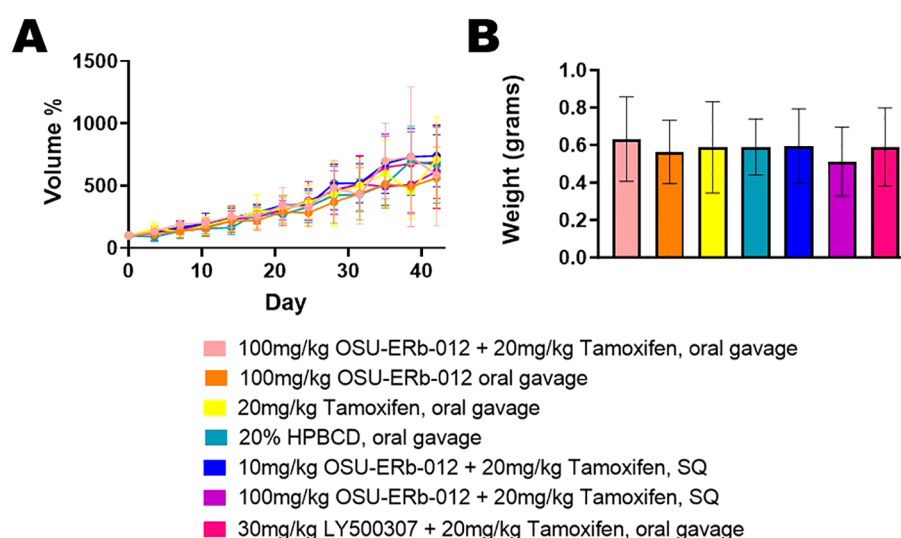 A
B
Volume %
1500
1000
500
0
0 10 20 30 40
Day
Weight (grams)
1.0
0.8
0.6
0.4
0.2
0.0
100mg/kg OSU-ERb-012 + 20mg/kg Tamoxifen, oral gavage
100mg/kg OSU-ERb-012 oral gavage
20mg/kg Tamoxifen, oral gavage
20% HPBCD, oral gavage
10mg/kg OSU-ERb-012 + 20mg/kg Tamoxifen, SQ
100mg/kg OSU-ERb-012 + 20mg/kg Tamoxifen, SQ
30mg/kg LY500307 + 20mg/kg Tamoxifen, oral gavage